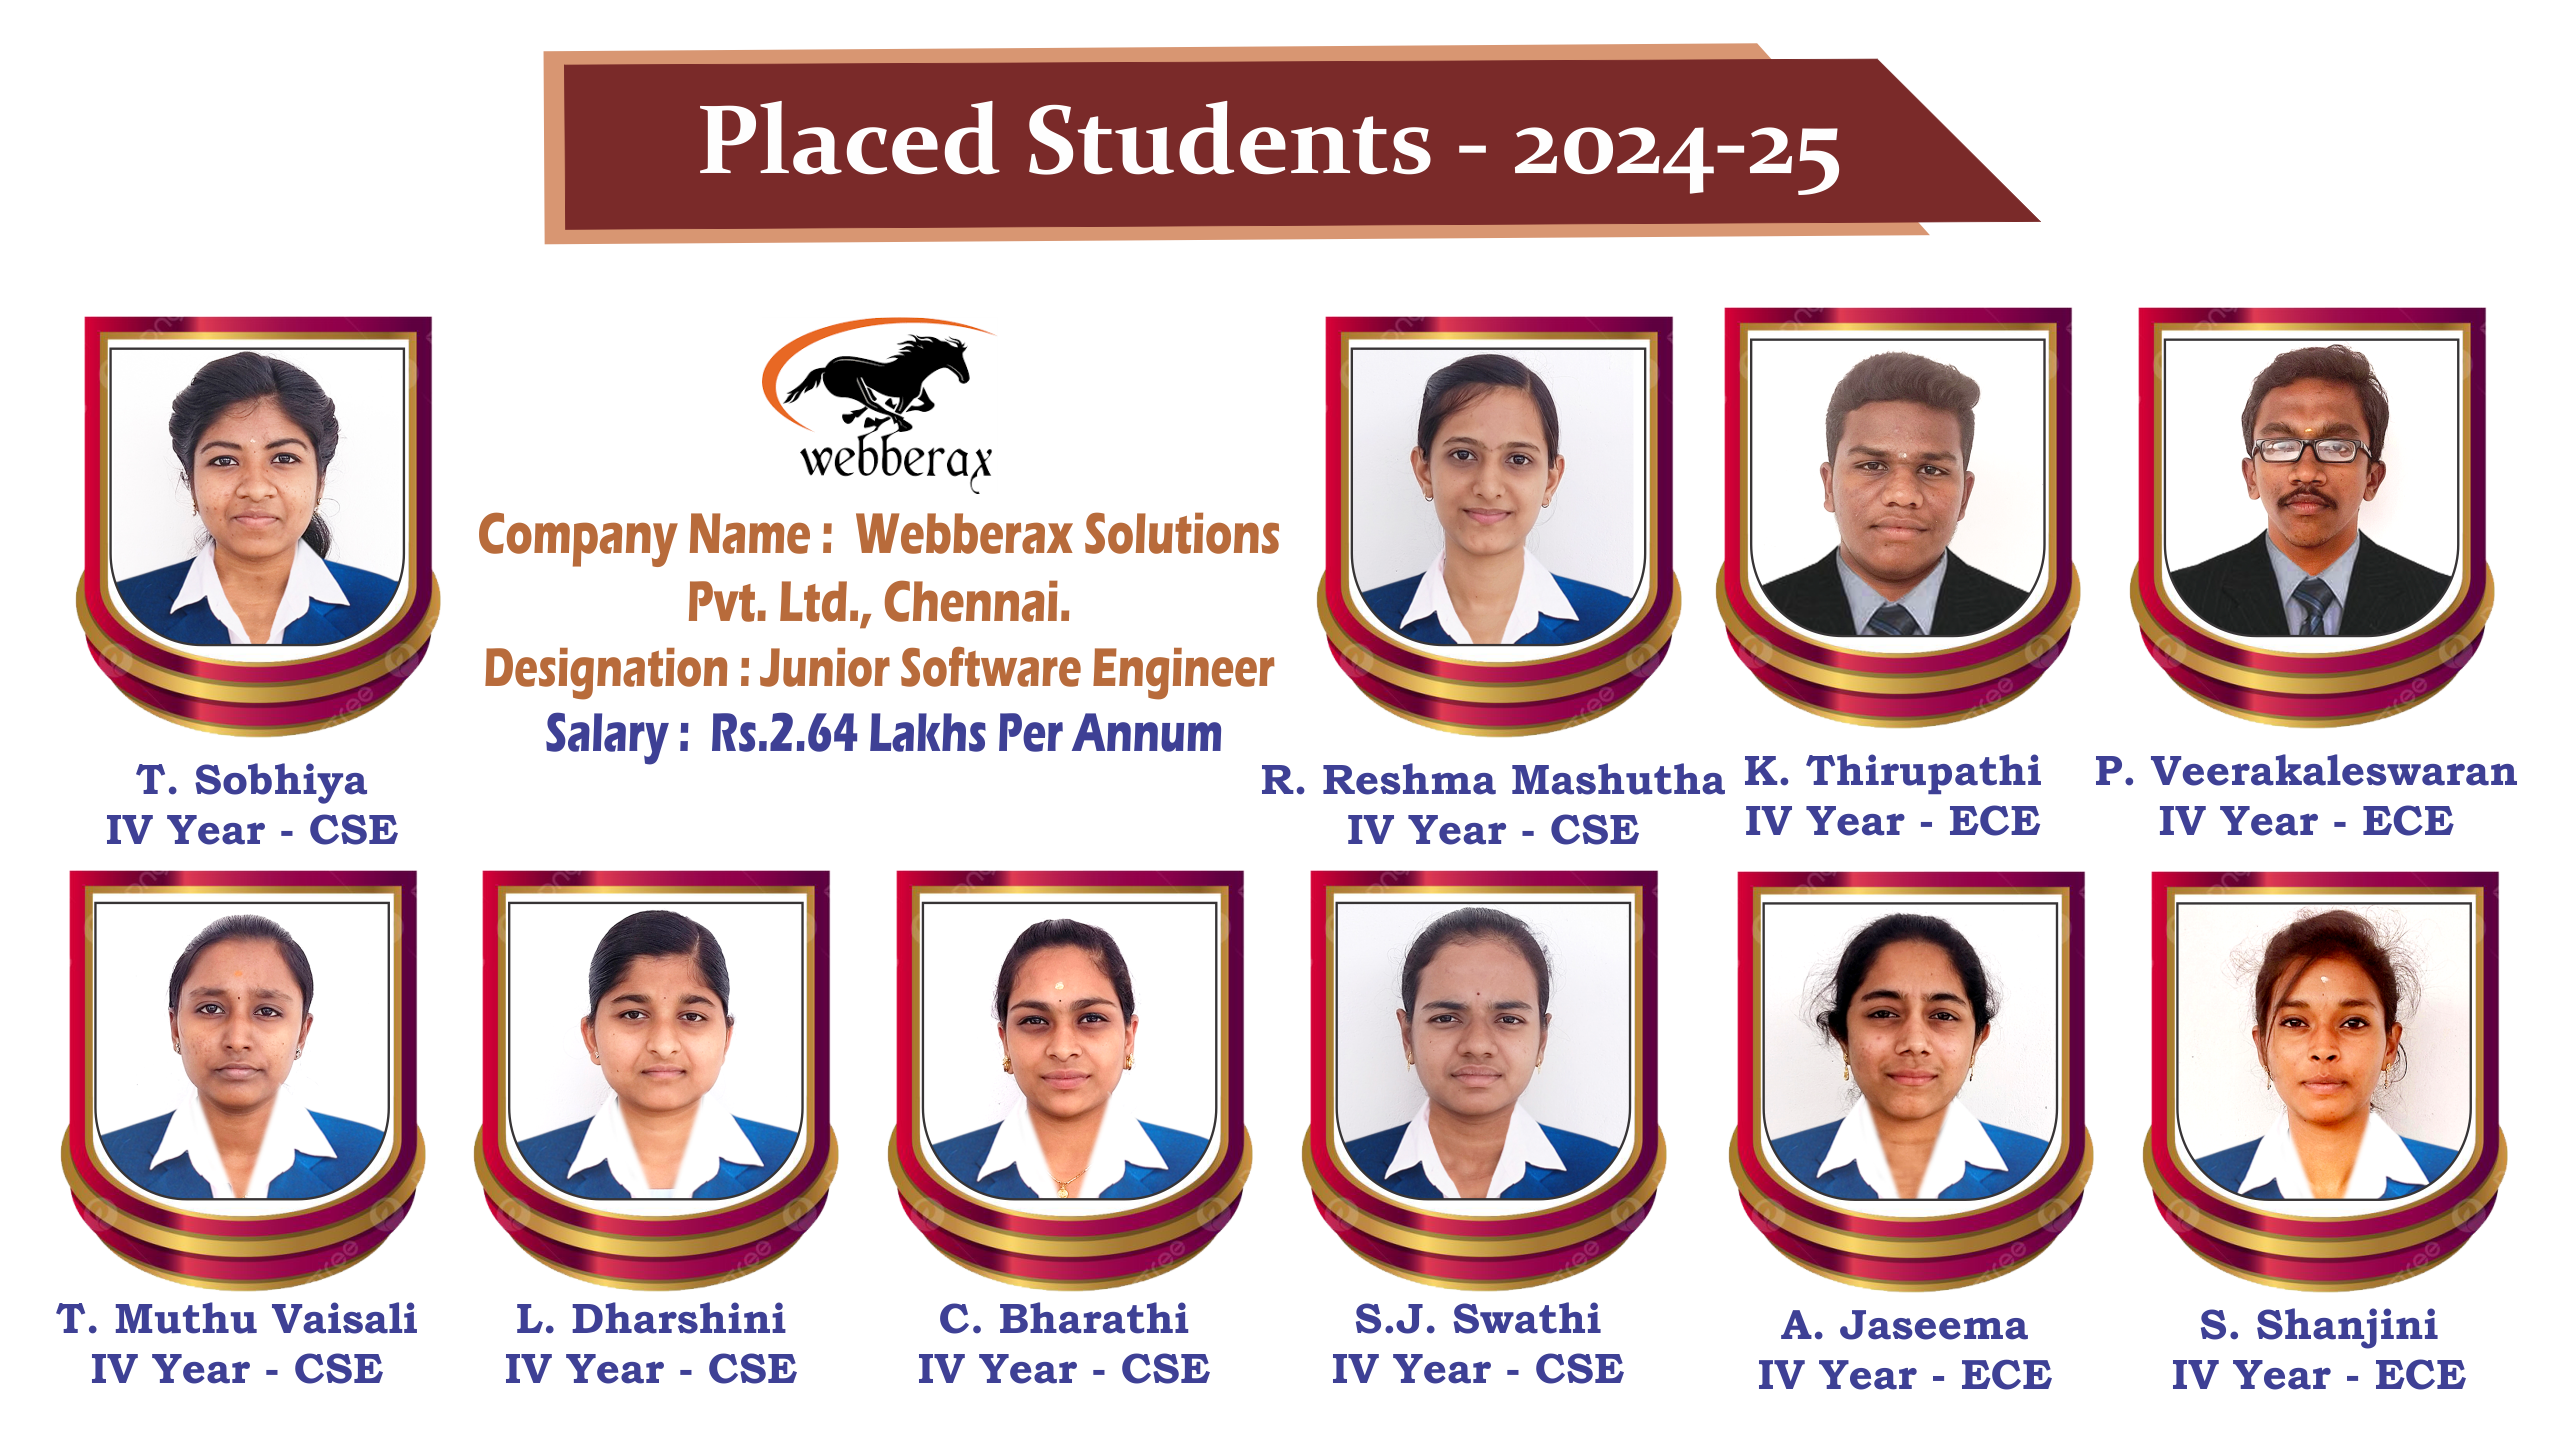 Placed Students - 2024-25
webberax
Company Name : Webberax Solutions
Pvt. Ltd., Chennai.
Designation : Junior Software Engineer
Salary : Rs.2.64 Lakhs Per Annum
T. Sobhiya
IV Year - CSE
R. Reshma Mashutha
IV Year - CSE
K. Thirupathi
IV Year - ECE
P. Veerakaleswaran
IV Year - ECE
T. Muthu Vaisali
IV Year - CSE
L. Dharshini
IV Year - CSE
C. Bharathi
IV Year - CSE
S.J. Swathi
IV Year - CSE
A. Jaseema
IV Year - ECE
S. Shanjini
IV Year - ECE